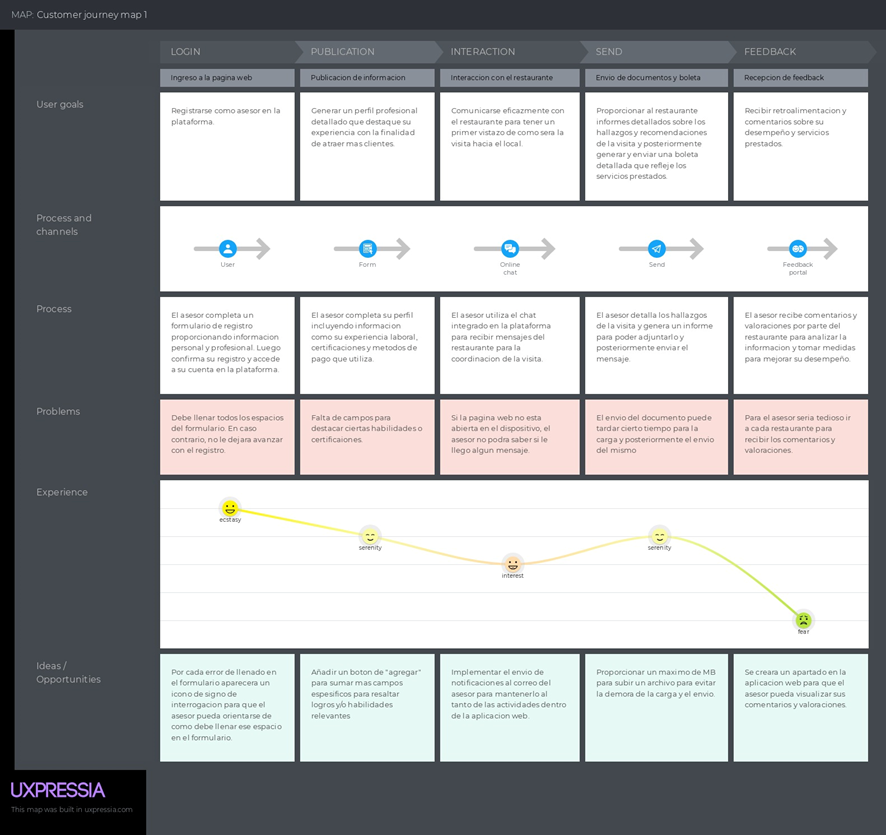 MAP: Customer journey map 1
LOGIN
PUBLICATION
INTERACTION
SEND
FEEDBACK
Ingreso a la pagina web
Publicacion de informacion
Interaccion con el restaurante
Envio de documentos y boleta
Recepcion de feedback
User goals
Registrarse como asesor en la
plataforma.
Generar un perfil profesional
detallado que destaque su
experiencia con la finalidad
de atraer mas clientes.
Comunicarse eficazmente con
el restaurante para tener un
primer vistazo de como sera la
visita hacia el local.
Proporcionar al restaurante
informes detallados sobre los
hallazgos y recomendaciones
de la visita y posteriormente
generar y enviar una boleta
detallada que refleje los
servicios prestados.
Recibir retroalimentacion y
comentarios sobre su
desempeño y servicios
prestados.
Process and
channels
User
Form
Online
chat
Send
Feedback
portal
Process
El asesor completa un
formulario de registro
proporcionando informacion
personal y profesional. Luego
confirma su registro y accede
a su cuenta en la plataforma.
El asesor completa su perfil
incluyendo informacion
como su experiencia laboral,
certificaciones y metodos de
pago que utiliza.
El asesor utiliza el chat
integrado en la plataforma
para recibir mensajes del
restaurante para la
coordinacion de la visita.
El asesor detalla los hallazgos
de la visita y genera un informe
para poder adjuntarlo y
posteriormente enviar el
mensaje.
El asesor recibe comentarios y
valoraciones por parte del
restaurante para analizar la
informacion y tomar medidas
para mejorar su desempeño.
Problems
Debe llenar todos los espacios
del formulario. En caso
contrario, no le dejara avanzar
con el registro.
Falta de campos para
destacar ciertas habilidades o
certificaiones.
Si la pagina web no esta
abierta en el dispositivo, el
asesor no podra saber si le
llego algun mensaje.
El envio del documento puede
tardar cierto tiempo para la
carga y posteriormente el envio
del mismo
Para el asesor seria tedioso ir
a cada restaurante para
recibir los comentarios y
valoraciones.
Experience
ecstasy
serenity
interest
serenity
fear
Ideas /
Opportunities
Por cada error de llenado en
el formulario aparecera un
icono de signo de
interrogacion para que el
asesor pueda orientarse de
como debe llenar ese espacio
en el formulario.
Añadir un boton de "agregar"
para sumar mas campos
espesificos para resaltar
logros y/o habilidades
relevantes
Implementar el envio de
notificaciones al correo del
asesor para mantenerlo al
tanto de las actividades dentro
de la aplicacion web.
Proporcionar un maximo de MB
para subir un archivo para evitar
la demora de la carga y el envio.
Se creara un apartado en la
aplicacion web para que el
asesor pueda visualizar sus
comentarios y valoraciones.
UXPRESSIA
This map was built in uxpressia.com